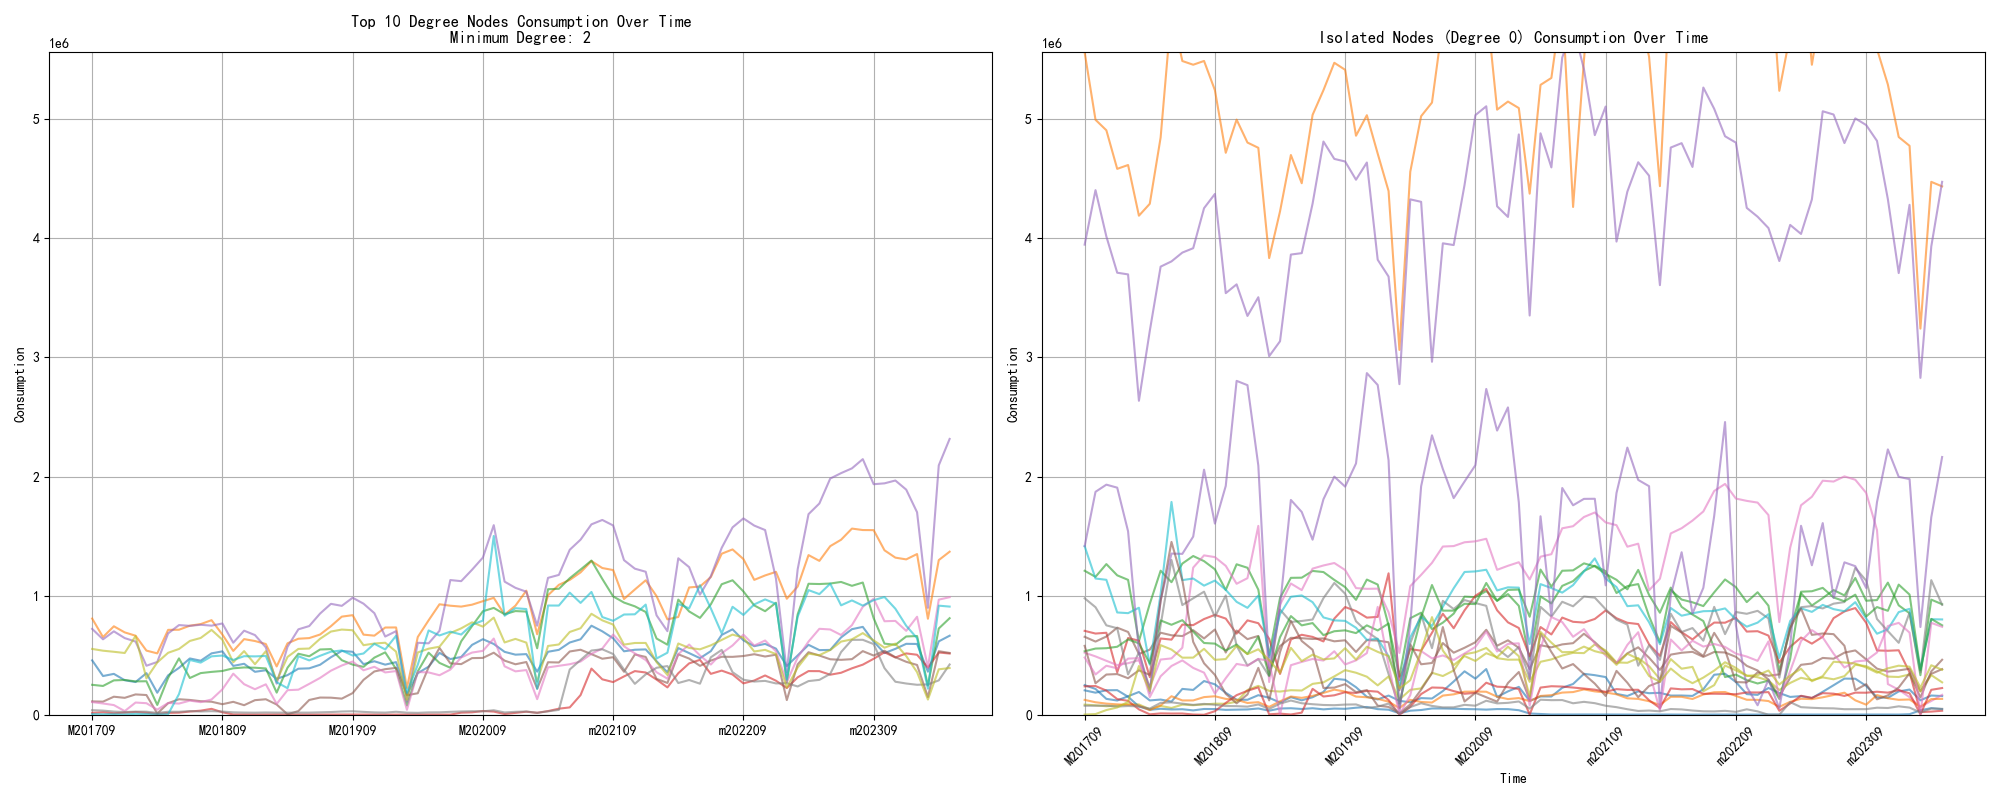 Top 10 Degree Nodes Consumption Over Time
Minimum Degree: 2
1e6
Consumption
5
4
3
2
1
0
M201709
M201809
M201909
M202009
m202109
m202209
m202309
Isolated Nodes (Degree 0) Consumption Over Time
1e6
Consumption
5
4
3
2
1
0
M201709
M201809
M201909
M202009
m202109
m202209
m202309
Time